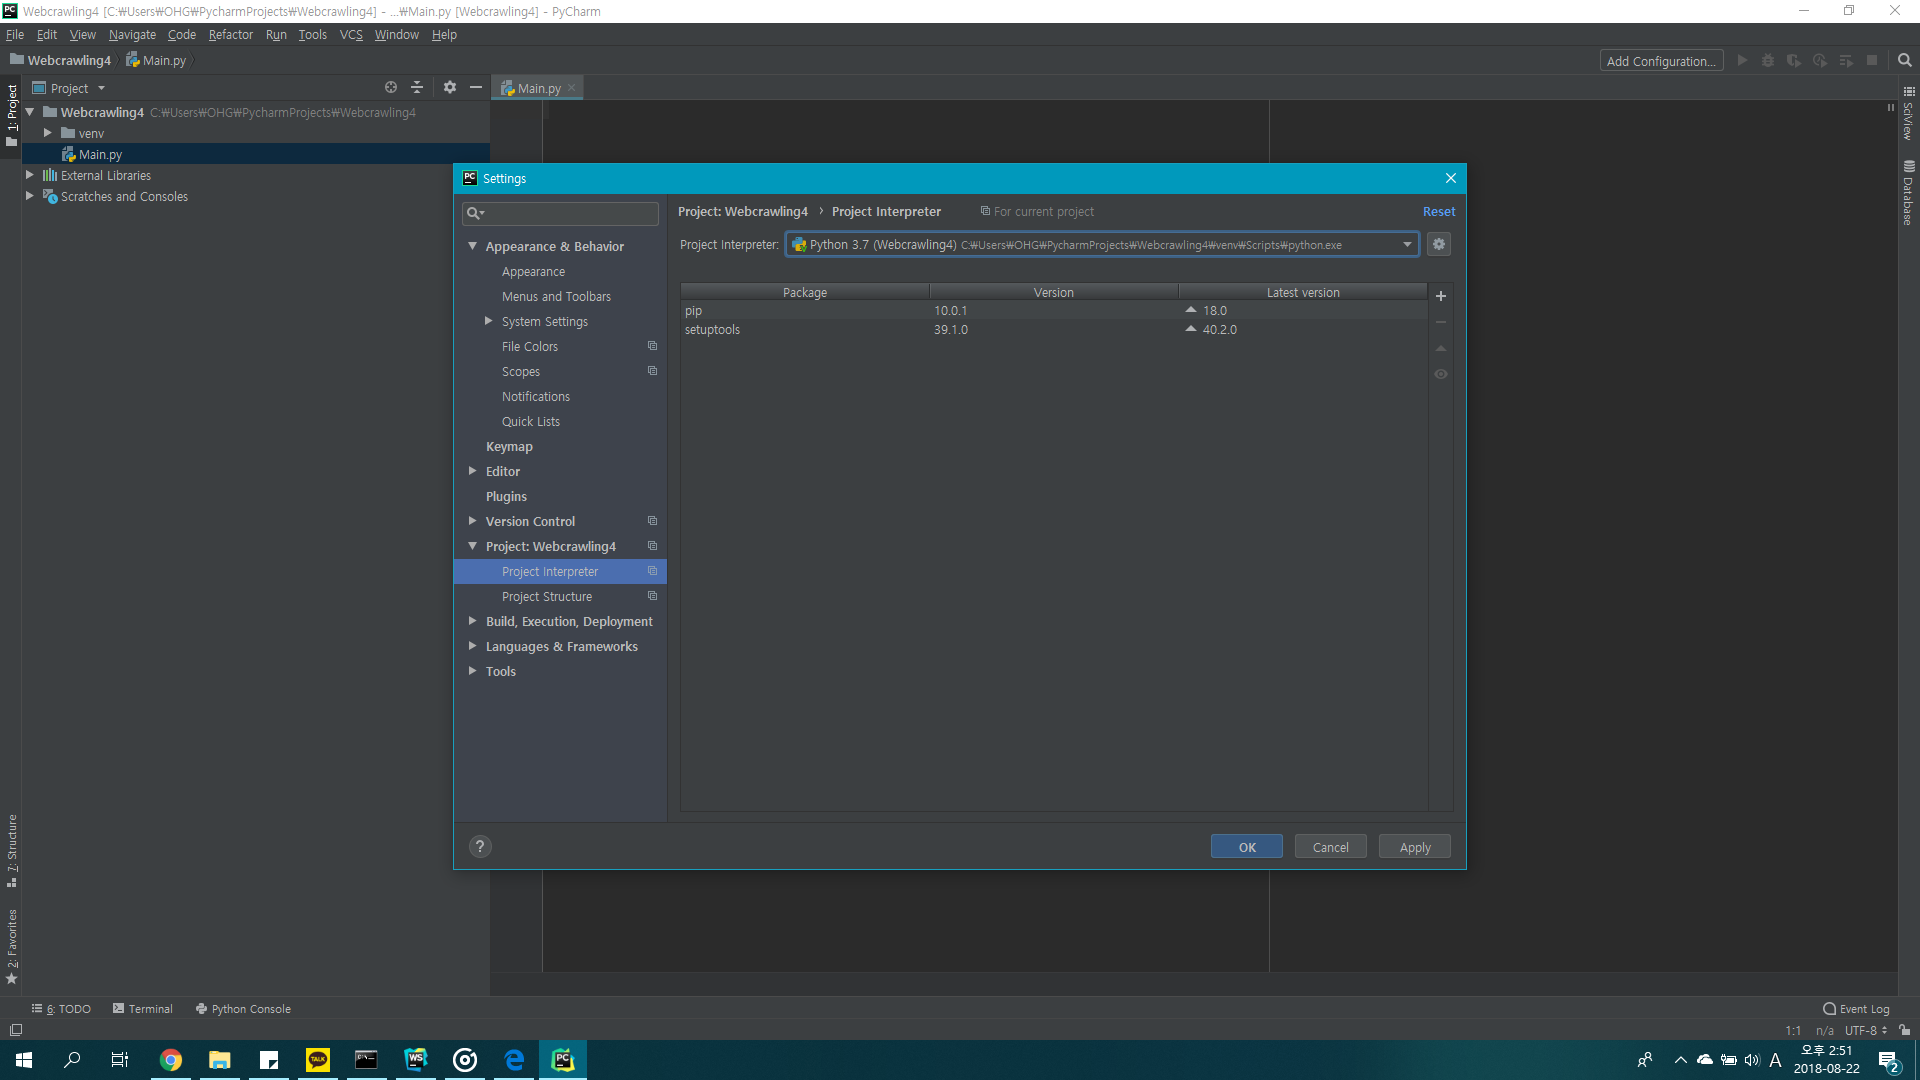 Webcrawling4 [C:₩Users₩OHG₩PycharmProjects₩Webcrawling4] - ...₩Main.py [Webcrawling4] - PyCharm
File Edit View Navigate Code Refactor Run Tools VCS Window Help
Webcrawling4 Main.py Add Configuration...
Project Main.py
1: Project
Webcrawling4 C:₩Users₩OHG₩PycharmProjects₩Webcrawling4
venv
Main.py
External Libraries
Scratches and Consoles
SciView
Database
Settings
Project: Webcrawling4 › Project Interpreter For current project Reset
Project Interpreter: Python 3.7 (Webcrawling4) C:₩Users₩OHG₩PycharmProjects₩Webcrawling4₩venv₩Scripts₩python.exe
Appearance & Behavior
Appearance
Menus and Toolbars
System Settings
File Colors
Scopes
Notifications
Quick Lists
Keymap
Editor
Plugins
Version Control
Project: Webcrawling4
Project Interpreter
Project Structure
Build, Execution, Deployment
Languages & Frameworks
Tools
Package Version Latest version
pip 10.0.1 18.0
setuptools 39.1.0 40.2.0
? OK Cancel Apply
7: Structure
2: Favorites
6: TODO Terminal Python Console Event Log
1:1 n/a UTF-8
TALK WS PC A 오후 2:51
2018-08-22 2